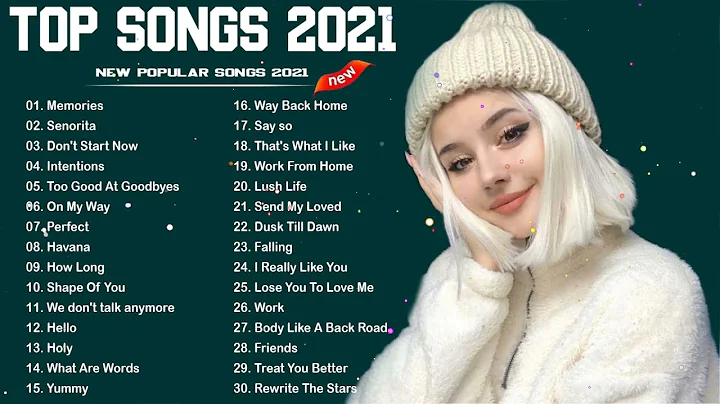 TOP SONGS 2021
NEW POPULAR SONGS 2021
new
01. Memories
02. Senorita
03. Don't Start Now
04. Intentions
05. Too Good At Goodbyes
06. On My Way
07. Perfect
08. Havana
09. How Long
10. Shape Of You
11. We don't talk anymore
12. Hello
13. Holy
14. What Are Words
15. Yummy
16. Way Back Home
17. Say so
18. That's What I Like
19. Work From Home
20. Lush Life
21. Send My Loved
22. Dusk Till Dawn
23. Falling
24. I Really Like You
25. Lose You To Love Me
26. Work
27. Body Like A Back Road
28. Friends
29. Treat You Better
30. Rewrite The Stars